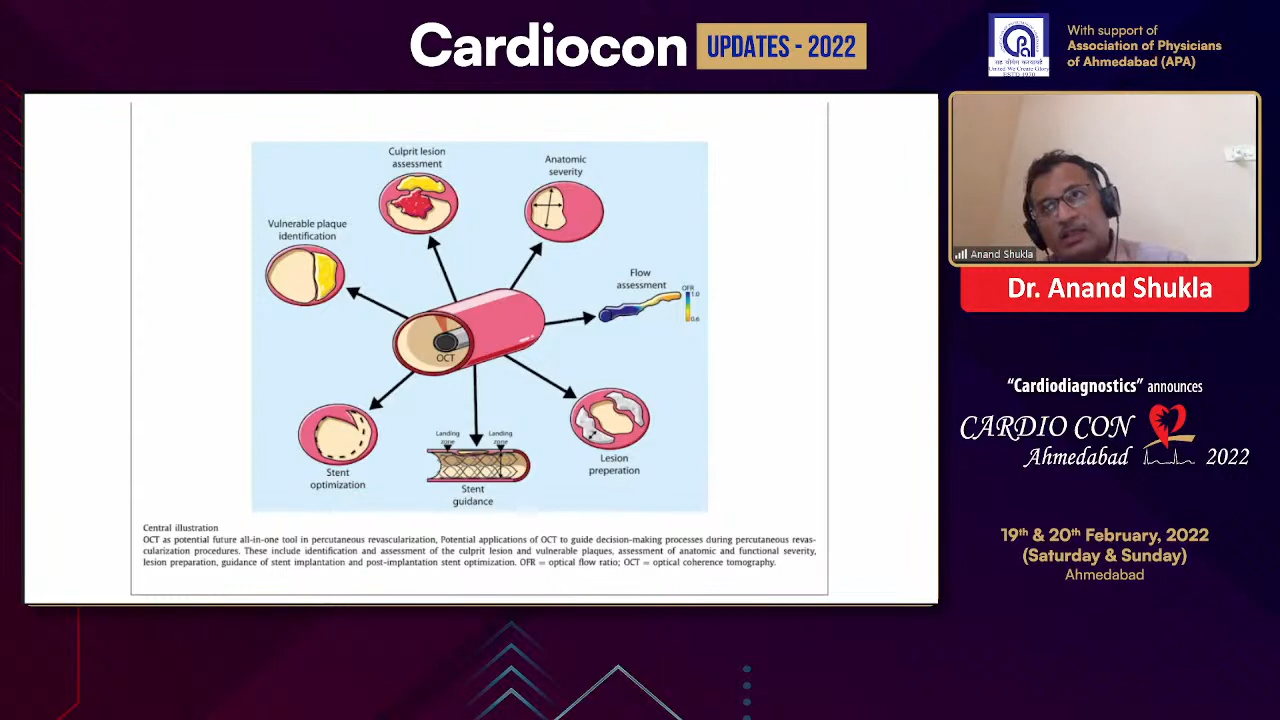 Cardiocon
UPDATES - 2022
With support of
Association of Physicians
of Ahmedabad (APA)
United We Create Glory
ESTD.1970
Culprit lesion
assessment
Anatomic
severity
Vulnerable plaque
identification
Flow
assessment
OFR
1.0
0.6
OCT
Landing
zone
Landing
zone
Stent
optimization
Stent
guidance
Lesion
preperation
Central illustration
OCT as potential future all-in-one tool in percutaneous revascularization, Potential applications of OCT to guide decision-making processes during percutaneous revas-
cularization procedures. These include identification and assessment of the culprit lesion and vulnerable plaques, assessment of anatomic and functional severity,
lesion preparation, guidance of stent implantation and post-implantation stent optimization. OFR = optical flow ratio; OCT = optical coherence tomography.
Anand Shukla
Dr. Anand Shukla
"Cardiodiagnostics" announces
CARDIO CON
Ahmedabad 2022
19th & 20th February, 2022
(Saturday & Sunday)
Ahmedabad